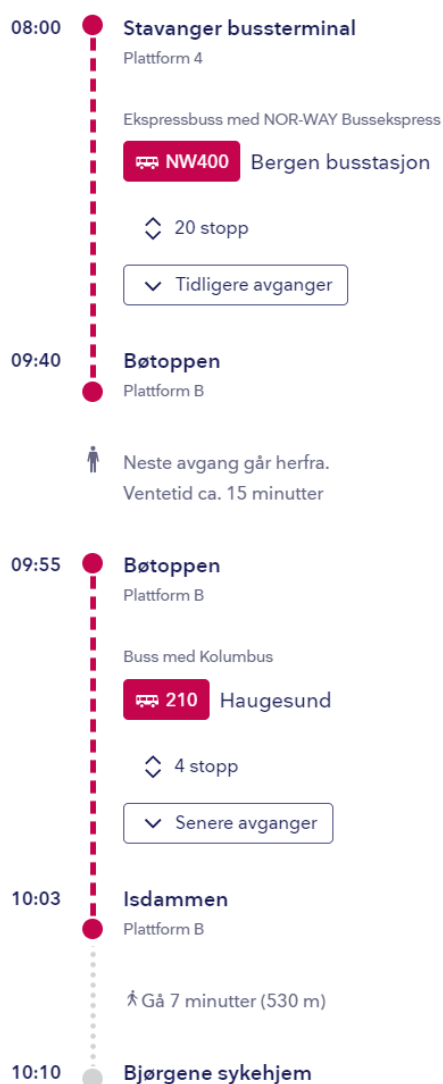 08:00 Stavanger bussterminal
Plattform 4
Ekspressbuss med NOR-WAY Bussekspress
NW400 Bergen busstasjon
20 stopp
Tidligere avganger
09:40 Bøtoppen
Plattform B
Neste avgang går herfra.
Ventetid ca. 15 minutter
09:55 Bøtoppen
Plattform B
Buss med Kolumbus
210 Haugesund
4 stopp
Senere avganger
10:03 Isdammen
Plattform B
Gå 7 minutter (530 m)
10:10 Bjørgene sykehjem